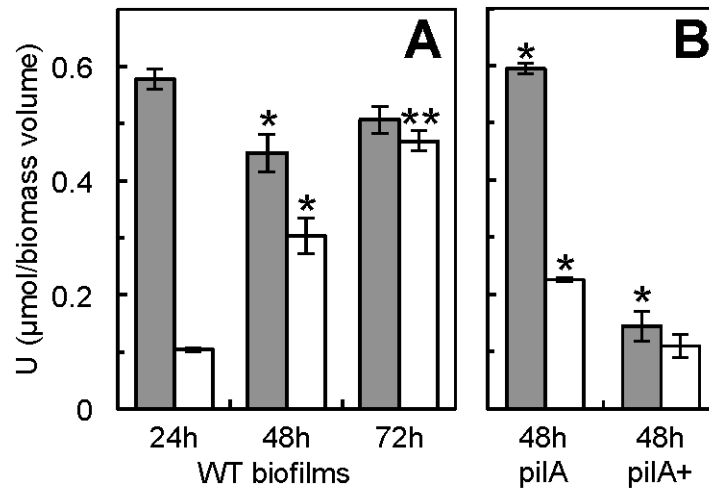 A
B
U (μmol/biomass volume)
0.6
0.4
0.2
0
*
*
**
*
*
*
24h 48h 72h
WT biofilms
48h 48h
pilA pilA+